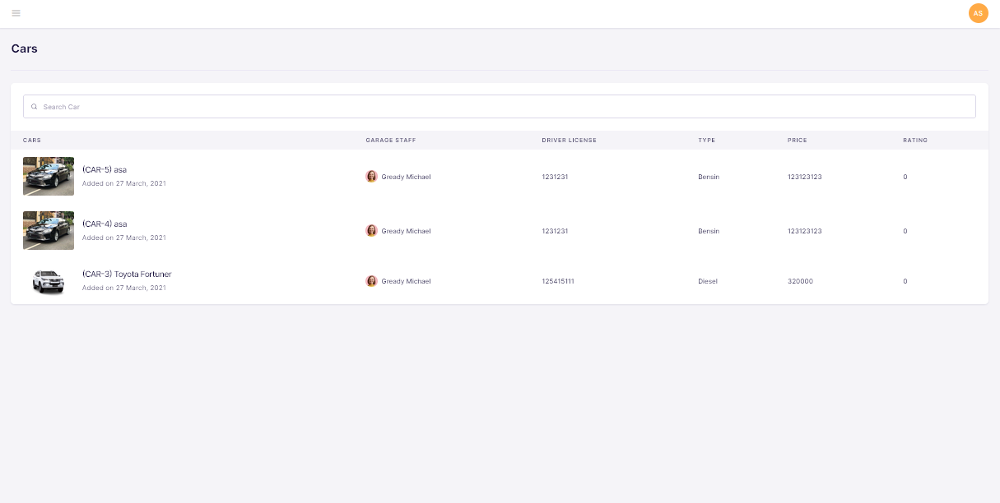 AS
Cars
Search Car
CARS GARAGE STAFF DRIVER LICENSE TYPE PRICE RATING
(CAR-5) asa
Added on 27 March, 2021
Gready Michael 1231231 Bensin 123123123 0
(CAR-4) asa
Added on 27 March, 2021
Gready Michael 1231231 Bensin 123123123 0
(CAR-3) Toyota Fortuner
Added on 27 March, 2021
Gready Michael 125415111 Diesel 320000 0